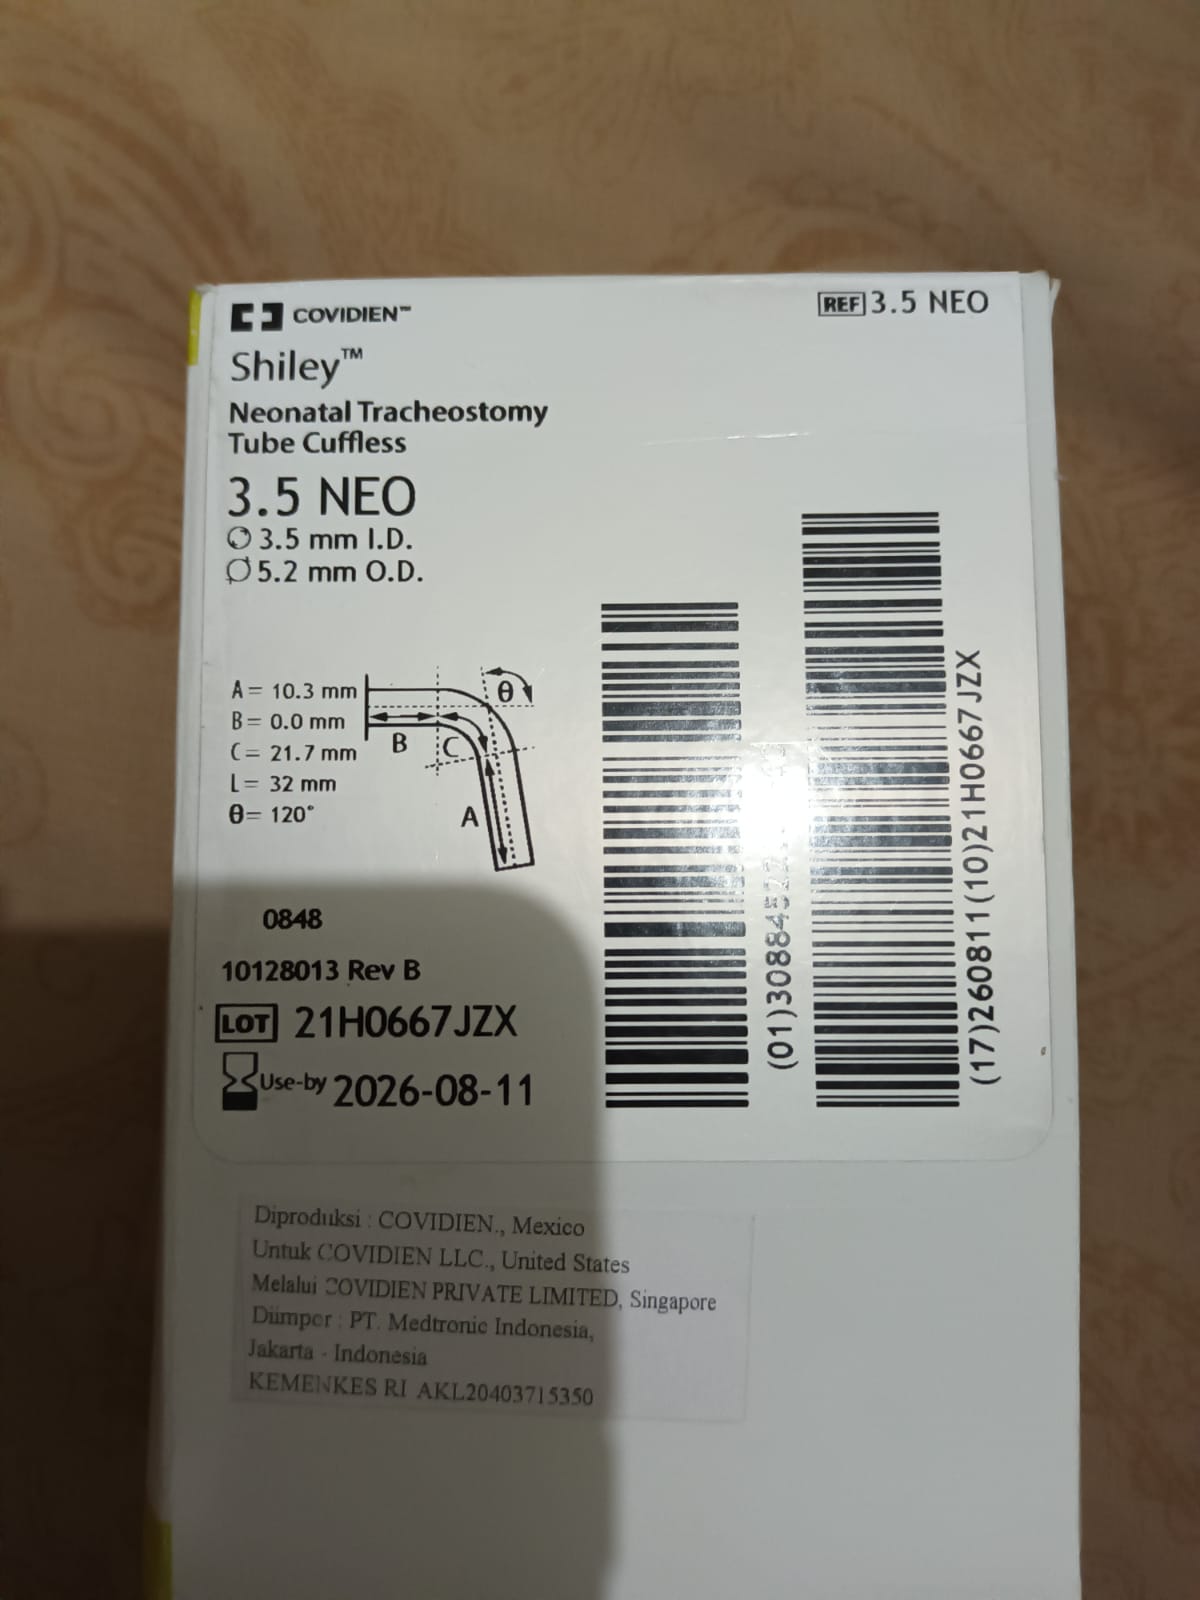 COVIDIEN™
REF 3.5 NEO
Shiley™
Neonatal Tracheostomy
Tube Cuffless
3.5 NEO
3.5 mm I.D.
5.2 mm O.D.
A= 10.3 mm
B= 0.0 mm
C= 21.7 mm
L= 32 mm
θ= 120°
θ
B
C
A
0848
10128013 Rev B
LOT 21H0667JZX
Use-by 2026-08-11
(17)260811(10)21H0667JZX
Diproduksi : COVIDIEN., Mexico
Untuk COVIDIEN LLC., United States
Melalui COVIDIEN PRIVATE LIMITED, Singapore
Diimpor : PT. Medtronic Indonesia,
Jakarta - Indonesia
KEMENKES RI AKL20403715350